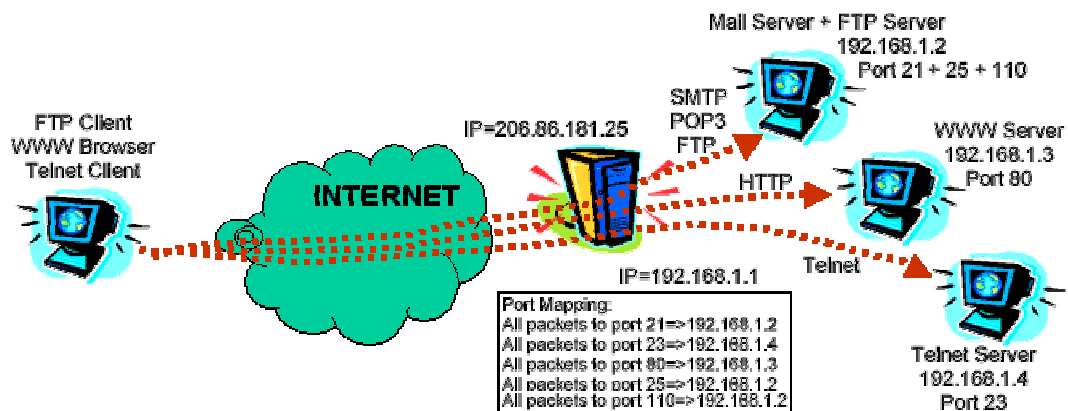 Mail Server + FTP Server
192.168.1.2
Port 21 + 25 + 110
SMTP
POP3
FTP
FTP Client
WWW Browser
Telnet Client
IP=206.86.181.25
WWW Server
192.168.1.3
Port 80
HTTP
INTERNET
Telnet
IP=192.168.1.1
Port Mapping:
All packets to port 21=>192.168.1.2
All packets to port 23=>192.168.1.4
All packets to port 80=>192.168.1.3
All packets to port 25=>192.168.1.2
All packets to port 110=>192.168.1.2
Telnet Server
192.168.1.4
Port 23